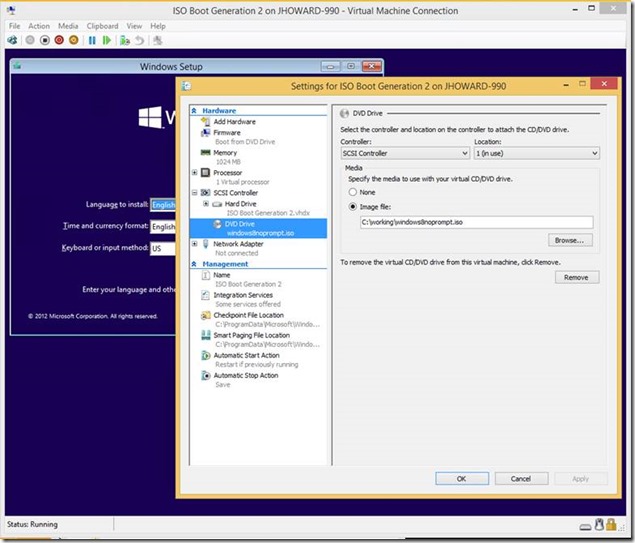 ISO Boot Generation 2 on JHOWARD-990 - Virtual Machine Connection
File Action Media Clipboard View Help
Windows Setup
Language to install: English
Time and currency format: English
Keyboard or input method: US
Enter your language and othe
© 2012 Microsoft Corporation. All rights reserved.
Settings for ISO Boot Generation 2 on JHOWARD-990
Hardware
Add Hardware
Firmware
Boot from DVD Drive
Memory
1024 MB
Processor
1 Virtual processor
SCSI Controller
Hard Drive
ISO Boot Generation 2.vhdx
DVD Drive
windows8noprompt.iso
Network Adapter
Not connected
Management
Name
ISO Boot Generation 2
Integration Services
Some services offered
Checkpoint File Location
C:\ProgramData\Microsoft\Windo...
Smart Paging File Location
C:\ProgramData\Microsoft\Windo...
Automatic Start Action
Restart if previously running
Automatic Stop Action
Save
DVD Drive
Select the controller and location on the controller to attach the CD/DVD drive.
Controller: Location:
SCSI Controller 1 (in use)
Media
Specify the media to use with your virtual CD/DVD drive.
None
Image file:
C:\working\windows8noprompt.iso
Browse...
To remove the virtual CD/DVD drive from this virtual machine, click Remove.
Remove
OK Cancel Apply
Status: Running